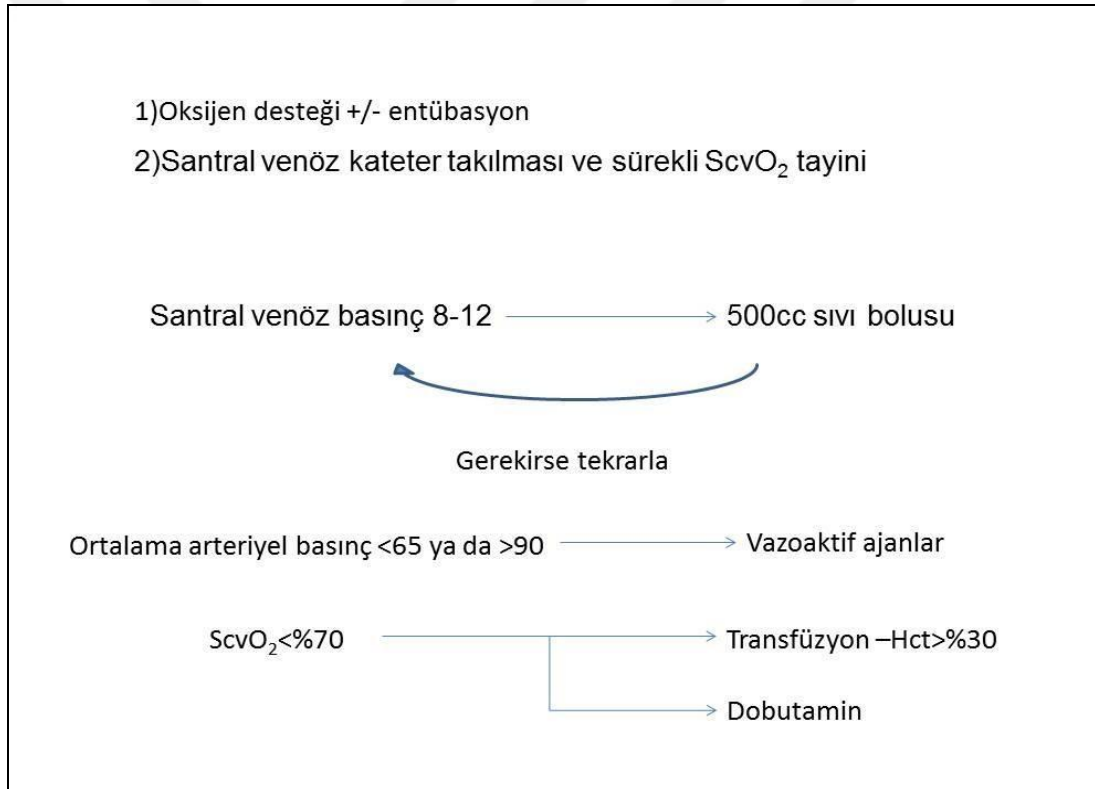 1)Oksijen desteği +/- entübasyon
2)Santral venöz kateter takılması ve sürekli ScvO₂ tayini
Santral venöz basınç 8-12 500cc sıvı bolusu
Gerekirse tekrarla
Ortalama arteriyel basınç <65 ya da >90 Vazoaktif ajanlar
ScvO₂<%70 Transfüzyon –Hct>%30
Dobutamin